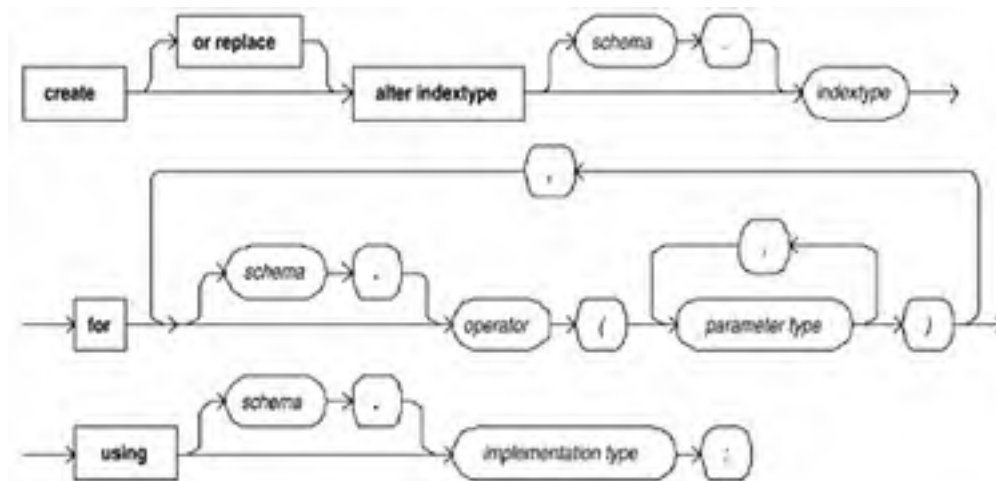 or replace schema .
create alter indextype indextype
,
schema . ,
for operator ( parameter type )
schema .
using implementation type ;